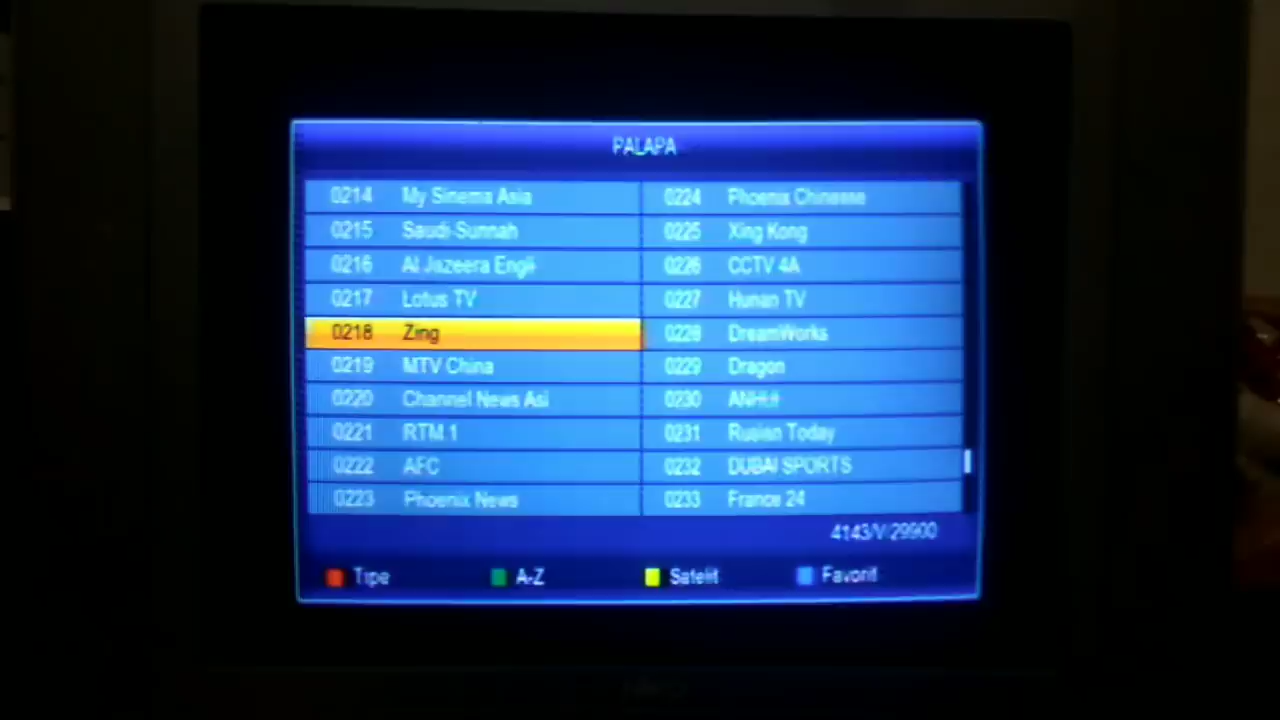 PALAPA
0214 My Sinema Asia
0215 Saudi Sunnah
0216 Al Jazeera Engli
0217 Lotus TV
0218 Zing
0219 MTV China
0220 Channel News Asi
0221 RTM 1
0222 AFC
0223 Phoenix News
0224 Phoenix Chinesse
0225 Xing Kong
0226 CCTV 4A
0227 Hunan TV
0228 DreamWorks
0229 Dragon
0230 ANHUI
0231 Rusian Today
0232 DUBAI SPORTS
0233 France 24
4143/V/29900
Tipe A-Z Satelit Favorit